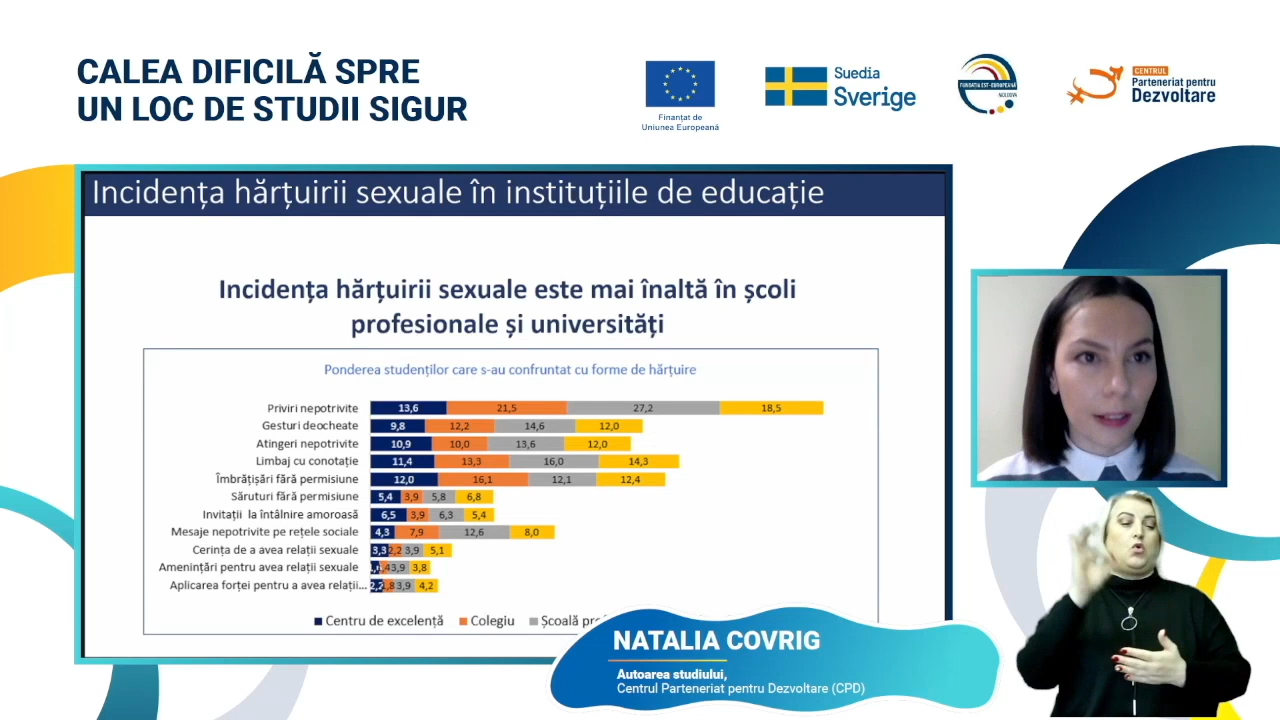 CALEA DIFICILĂ SPRE
UN LOC DE STUDII SIGUR
Finanțat de
Uniunea Europeană
Suedia
Sverige
FUNDAȚIA EST-EUROPEANĂ
MOLDOVA
CENTRUL
Parteneriat pentru
Dezvoltare
Incidența hărțuirii sexuale în instituțiile de educație
Incidența hărțuirii sexuale este mai înaltă în școli
profesionale și universități
Ponderea studenților care s-au confruntat cu forme de hărțuire
Priviri nepotrivite 13,6 21,5 27,2 18,5
Gesturi deocheate 9,8 12,2 14,6 12,0
Atingeri nepotrivite 10,9 10,0 13,6 12,0
Limbaj cu conotație 11,4 13,3 16,0 14,3
Îmbrățișări fără permisiune 12,0 16,1 12,1 12,4
Săruturi fără permisiune 5,4 3,9 5,8 6,8
Invitații la întâlnire amoroasă 6,5 3,9 6,3 5,4
Mesaje nepotrivite pe rețele sociale 4,3 7,9 12,6 8,0
Cerința de a avea relații sexuale 3,3 2,2 3,9 5,1
Amenințări pentru avea relații sexuale 3,9 3,8
Aplicarea forței pentru a avea relații... 2,2 1,8 3,9 4,2
Centru de excelență Colegiu Școală
NATALIA COVRIG
Autoarea studiului,
Centrul Parteneriat pentru Dezvoltare (CPD)